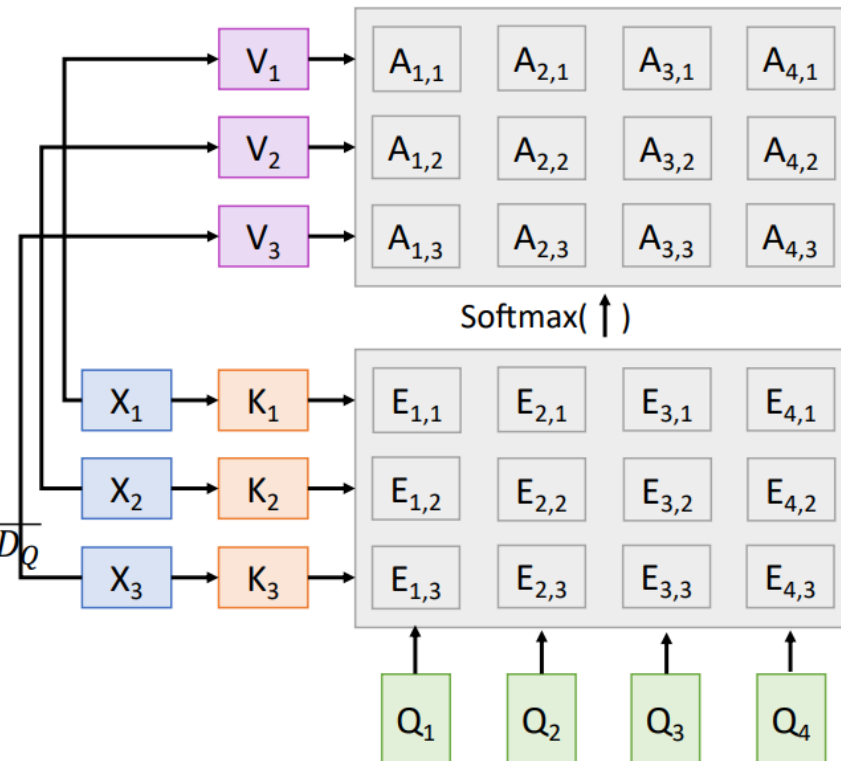 V₁ A₁,₁ A₂,₁ A₃,₁ A₄,₁
V₂ A₁,₂ A₂,₂ A₃,₂ A₄,₂
V₃ A₁,₃ A₂,₃ A₃,₃ A₄,₃
Softmax( ↑ )
X₁ K₁ E₁,₁ E₂,₁ E₃,₁ E₄,₁
X₂ K₂ E₁,₂ E₂,₂ E₃,₂ E₄,₂
D_Q
X₃ K₃ E₁,₃ E₂,₃ E₃,₃ E₄,₃
Q₁ Q₂ Q₃ Q₄